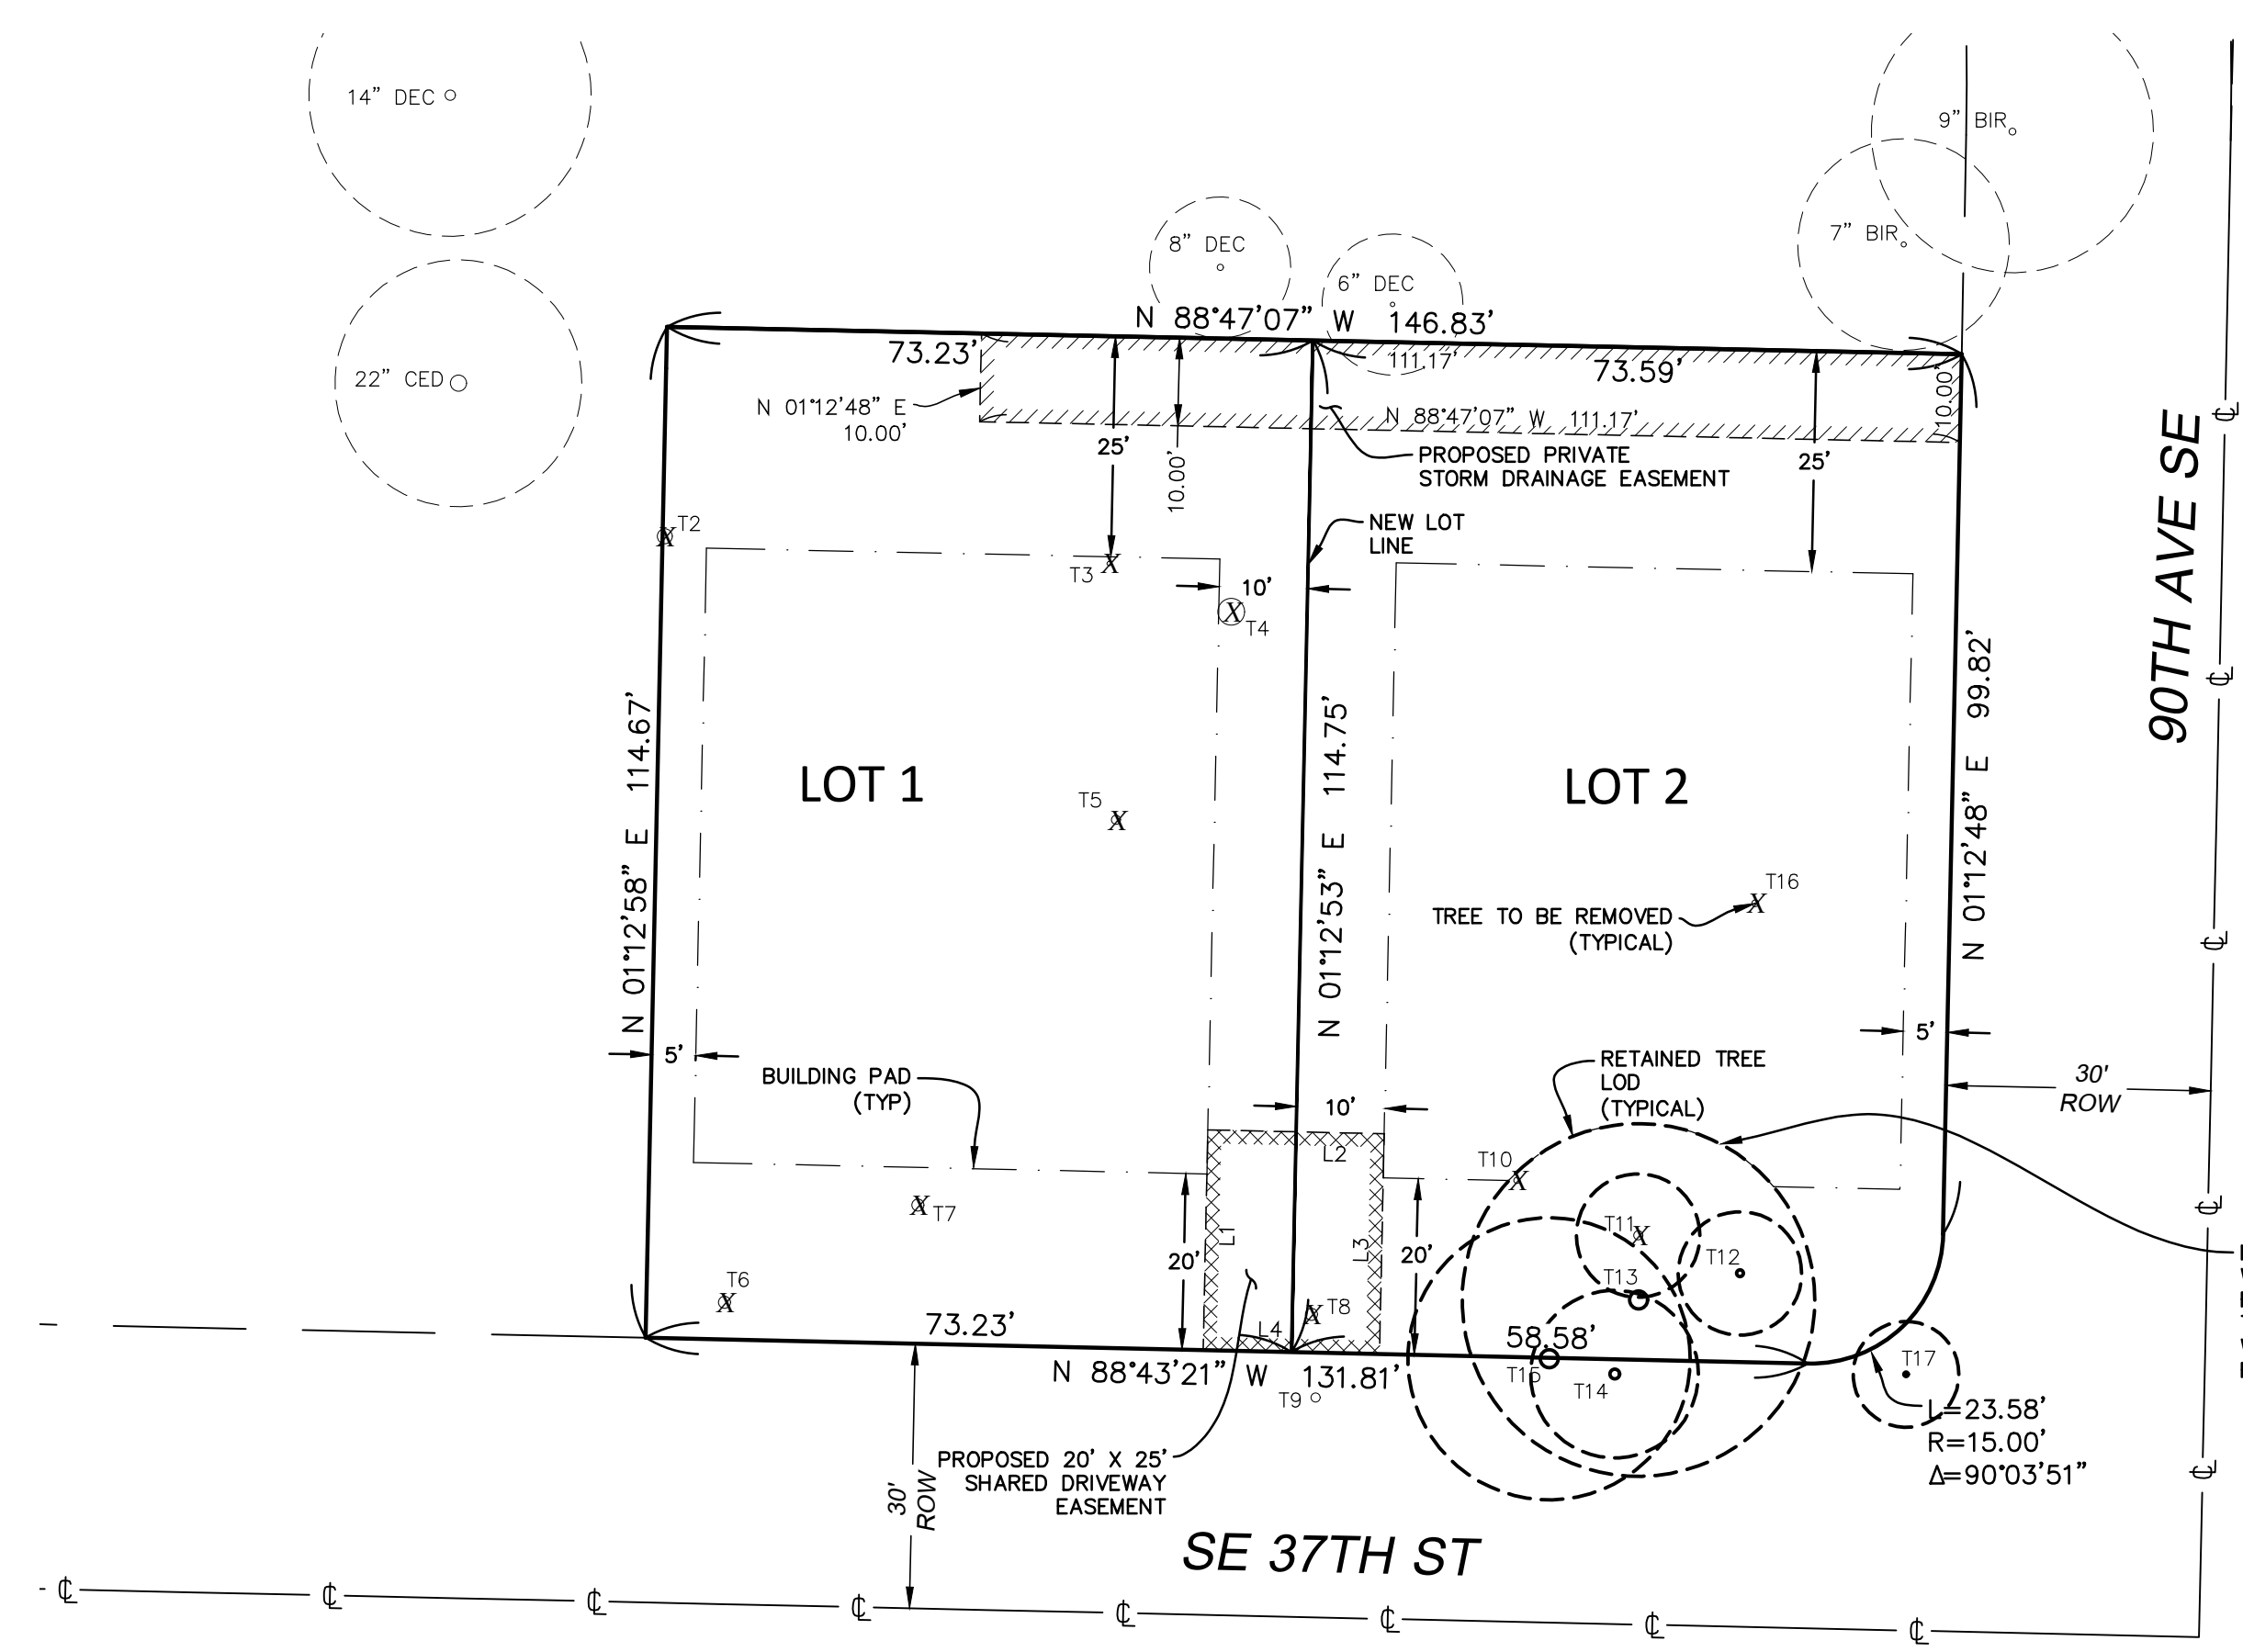 14” DEC
9” BIR
7” BIR
8” DEC
6” DEC
22” CED
N 88°47’07” W 146.83’
73.23’
111.17’
73.59’
10.00’
N 01°12’48” E
10.00’
N 88°47’07” W 111.17’
25’
10.00’
25’
PROPOSED PRIVATE
STORM DRAINAGE EASEMENT
T2
NEW LOT
LINE
T3
10’
T4
90TH AVE SE
N 01°12’58” E 114.67’
N 01°12’53” E 114.75’
N 01°12’48” E 99.82’
LOT 1
LOT 2
T5
T16
TREE TO BE REMOVED
(TYPICAL)
5’
5’
BUILDING PAD
(TYP)
10’
RETAINED TREE
LOD
(TYPICAL)
30'
ROW
L2
T10
T7
L1
L3
20’
20’
T11
T12
T13
T6
T8
L4
73.23’
58.58’
N 88°43’21” W 131.81’
T9
T15
T14
T17
L=23.58’
R=15.00’
Δ=90°03’51”
PROPOSED 20’ X 25’
SHARED DRIVEWAY
EASEMENT
30'
ROW
SE 37TH ST